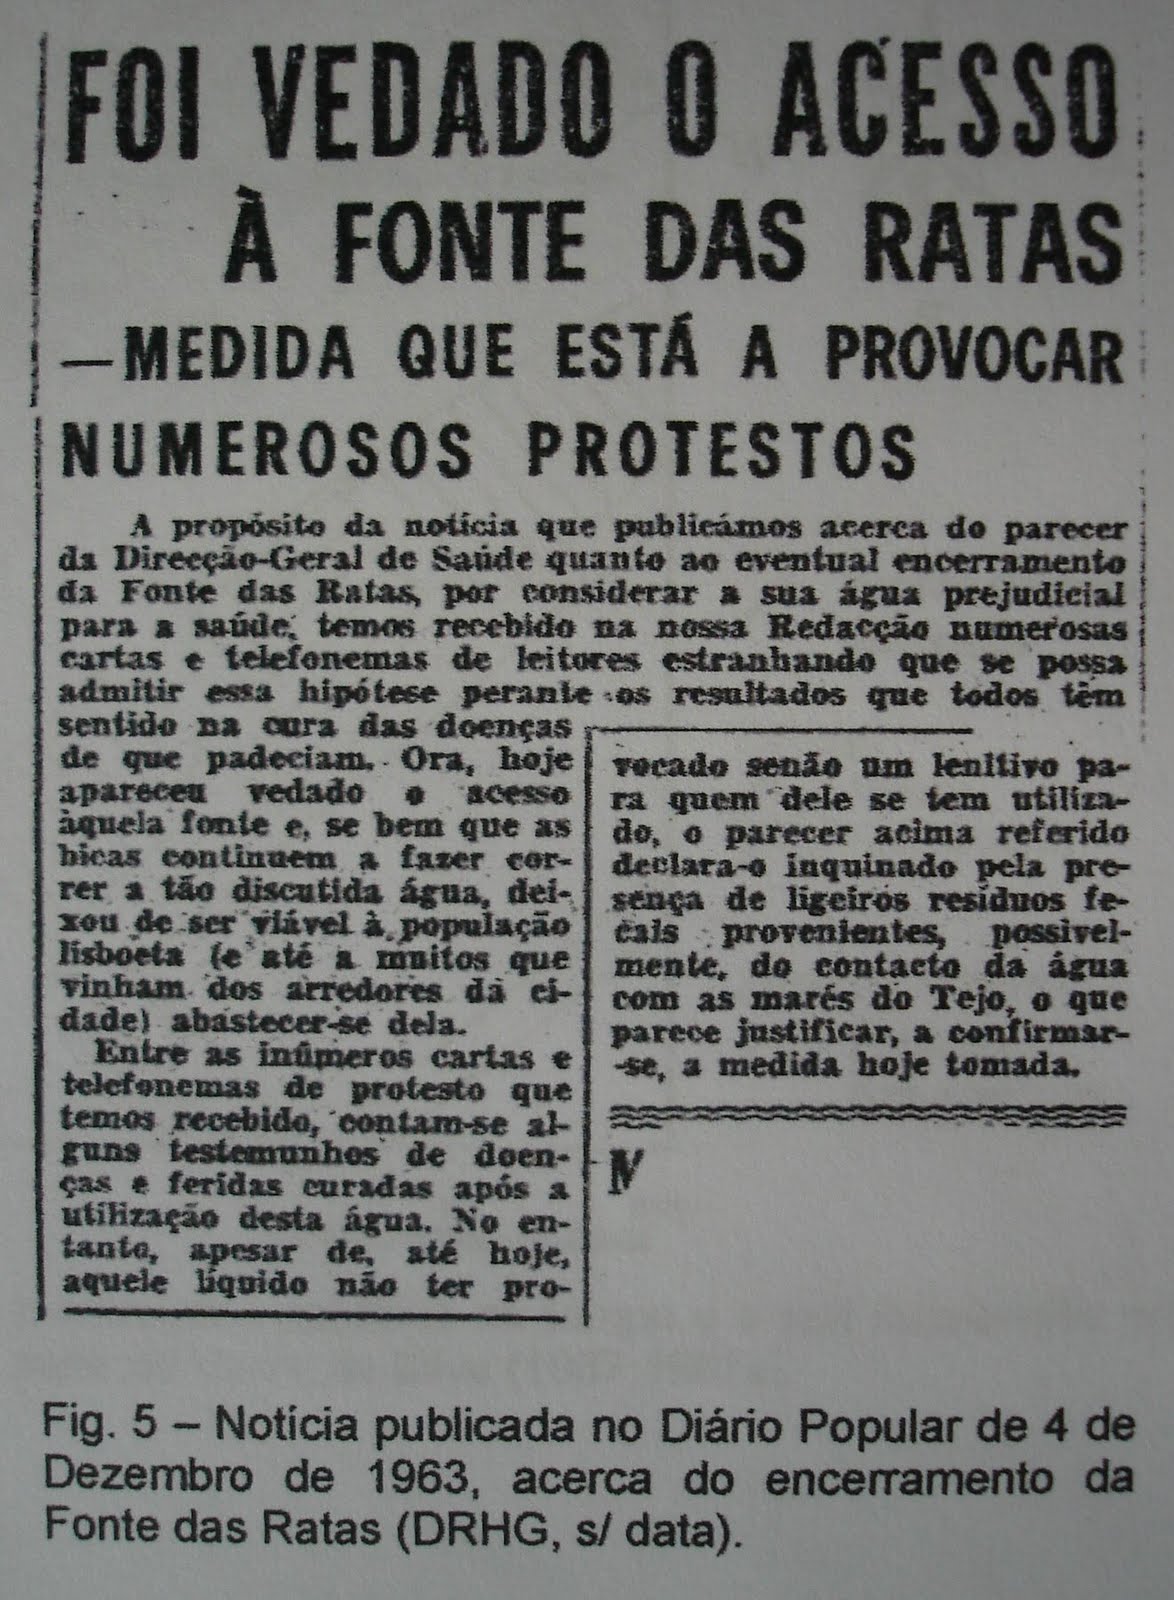 FOI VEDADO O ACESSO
À FONTE DAS RATAS
—MEDIDA QUE ESTÁ A PROVOCAR
NUMEROSOS PROTESTOS
A propósito da notícia que publicámos acerca do parecer
da Direcção-Geral de Saúde quanto ao eventual encerramento
da Fonte das Ratas, por considerar a sua água prejudicial
para a saúde, temos recebido na nossa Redacção numerosas
cartas e telefonemas de leitores estranhando que se possa
admitir essa hipótese perante os resultados que todos têm
sentido na cura das doenças
de que padeciam. Ora, hoje
apareceu vedado o acesso
àquela fonte e, se bem que as
bicas continuem a fazer cor-
rer a tão discutida água, dei-
xou de ser viável à população
lisboeta (e até a muitos que
vinham dos arredores da ci-
dade) abastecer-se dela.
Entre as inúmeros cartas e
telefonemas de protesto que
temos recebido, contam-se al-
guns testemunhos de doen-
ças e feridas curadas após a
utilização desta água. No en-
tanto, apesar de, até hoje,
aquele líquido não ter pro-
vocado senão um lenitivo pa-
ra quem dele se tem utiliza-
do, o parecer acima referido
declara-o inquinado pela pre-
sença de ligeiros resíduos fe-
cais provenientes, possivel-
mente, do contacto da água
com as marés do Tejo, o que
parece justificar, a confirmar-
-se, a medida hoje tomada.
Fig. 5 – Notícia publicada no Diário Popular de 4 de
Dezembro de 1963, acerca do encerramento da
Fonte das Ratas (DRHG, s/ data).